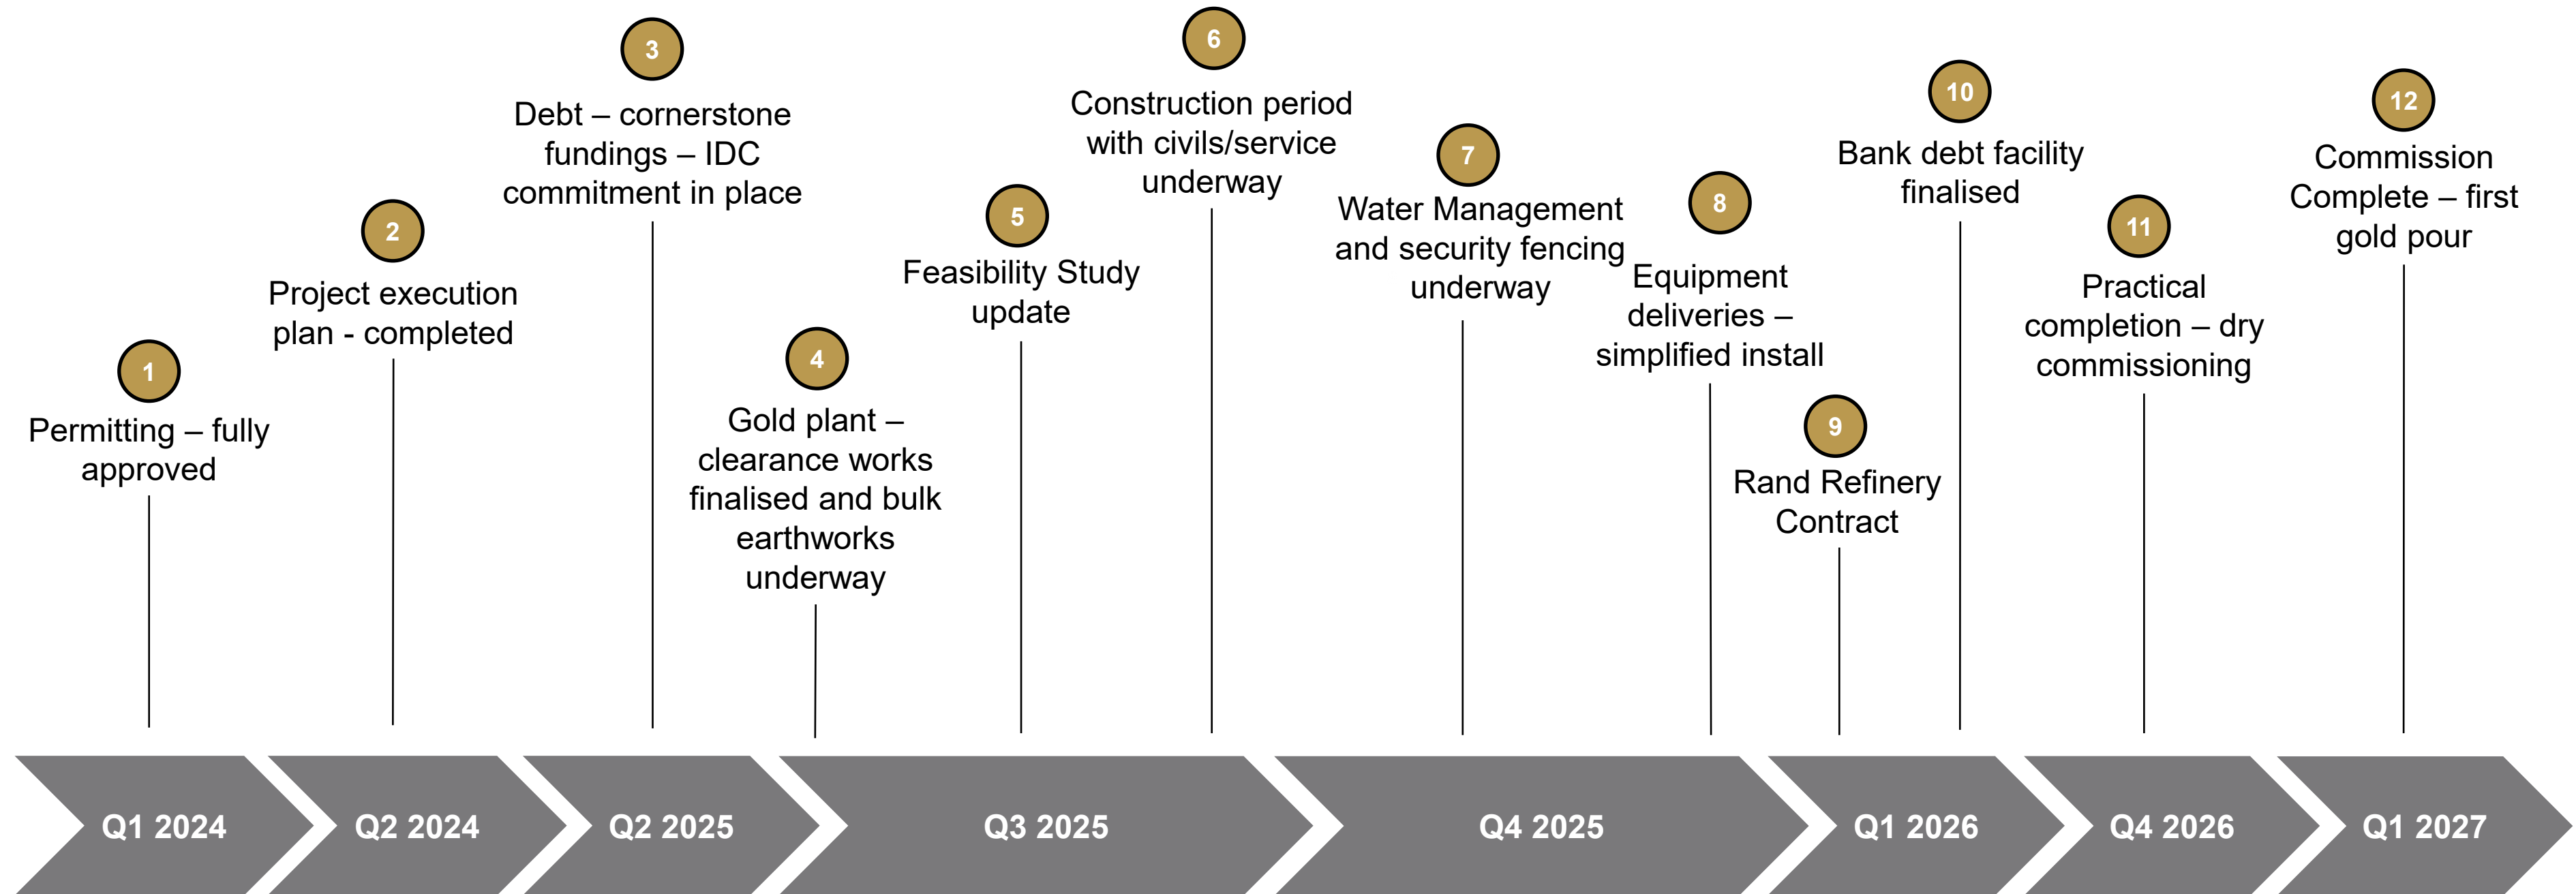 1
Permitting – fully
approved
2
Project execution
plan - completed
3
Debt – cornerstone
fundings – IDC
commitment in place
4
Gold plant –
clearance works
finalised and bulk
earthworks
underway
5
Feasibility Study
update
6
Construction period
with civils/service
underway
7
Water Management
and security fencing
underway
8
Equipment
deliveries –
simplified install
9
Rand Refinery
Contract
10
Bank debt facility
finalised
11
Practical
completion – dry
commissioning
12
Commission
Complete – first
gold pour
Q1 2024
Q2 2024
Q2 2025
Q3 2025
Q4 2025
Q1 2026
Q4 2026
Q1 2027